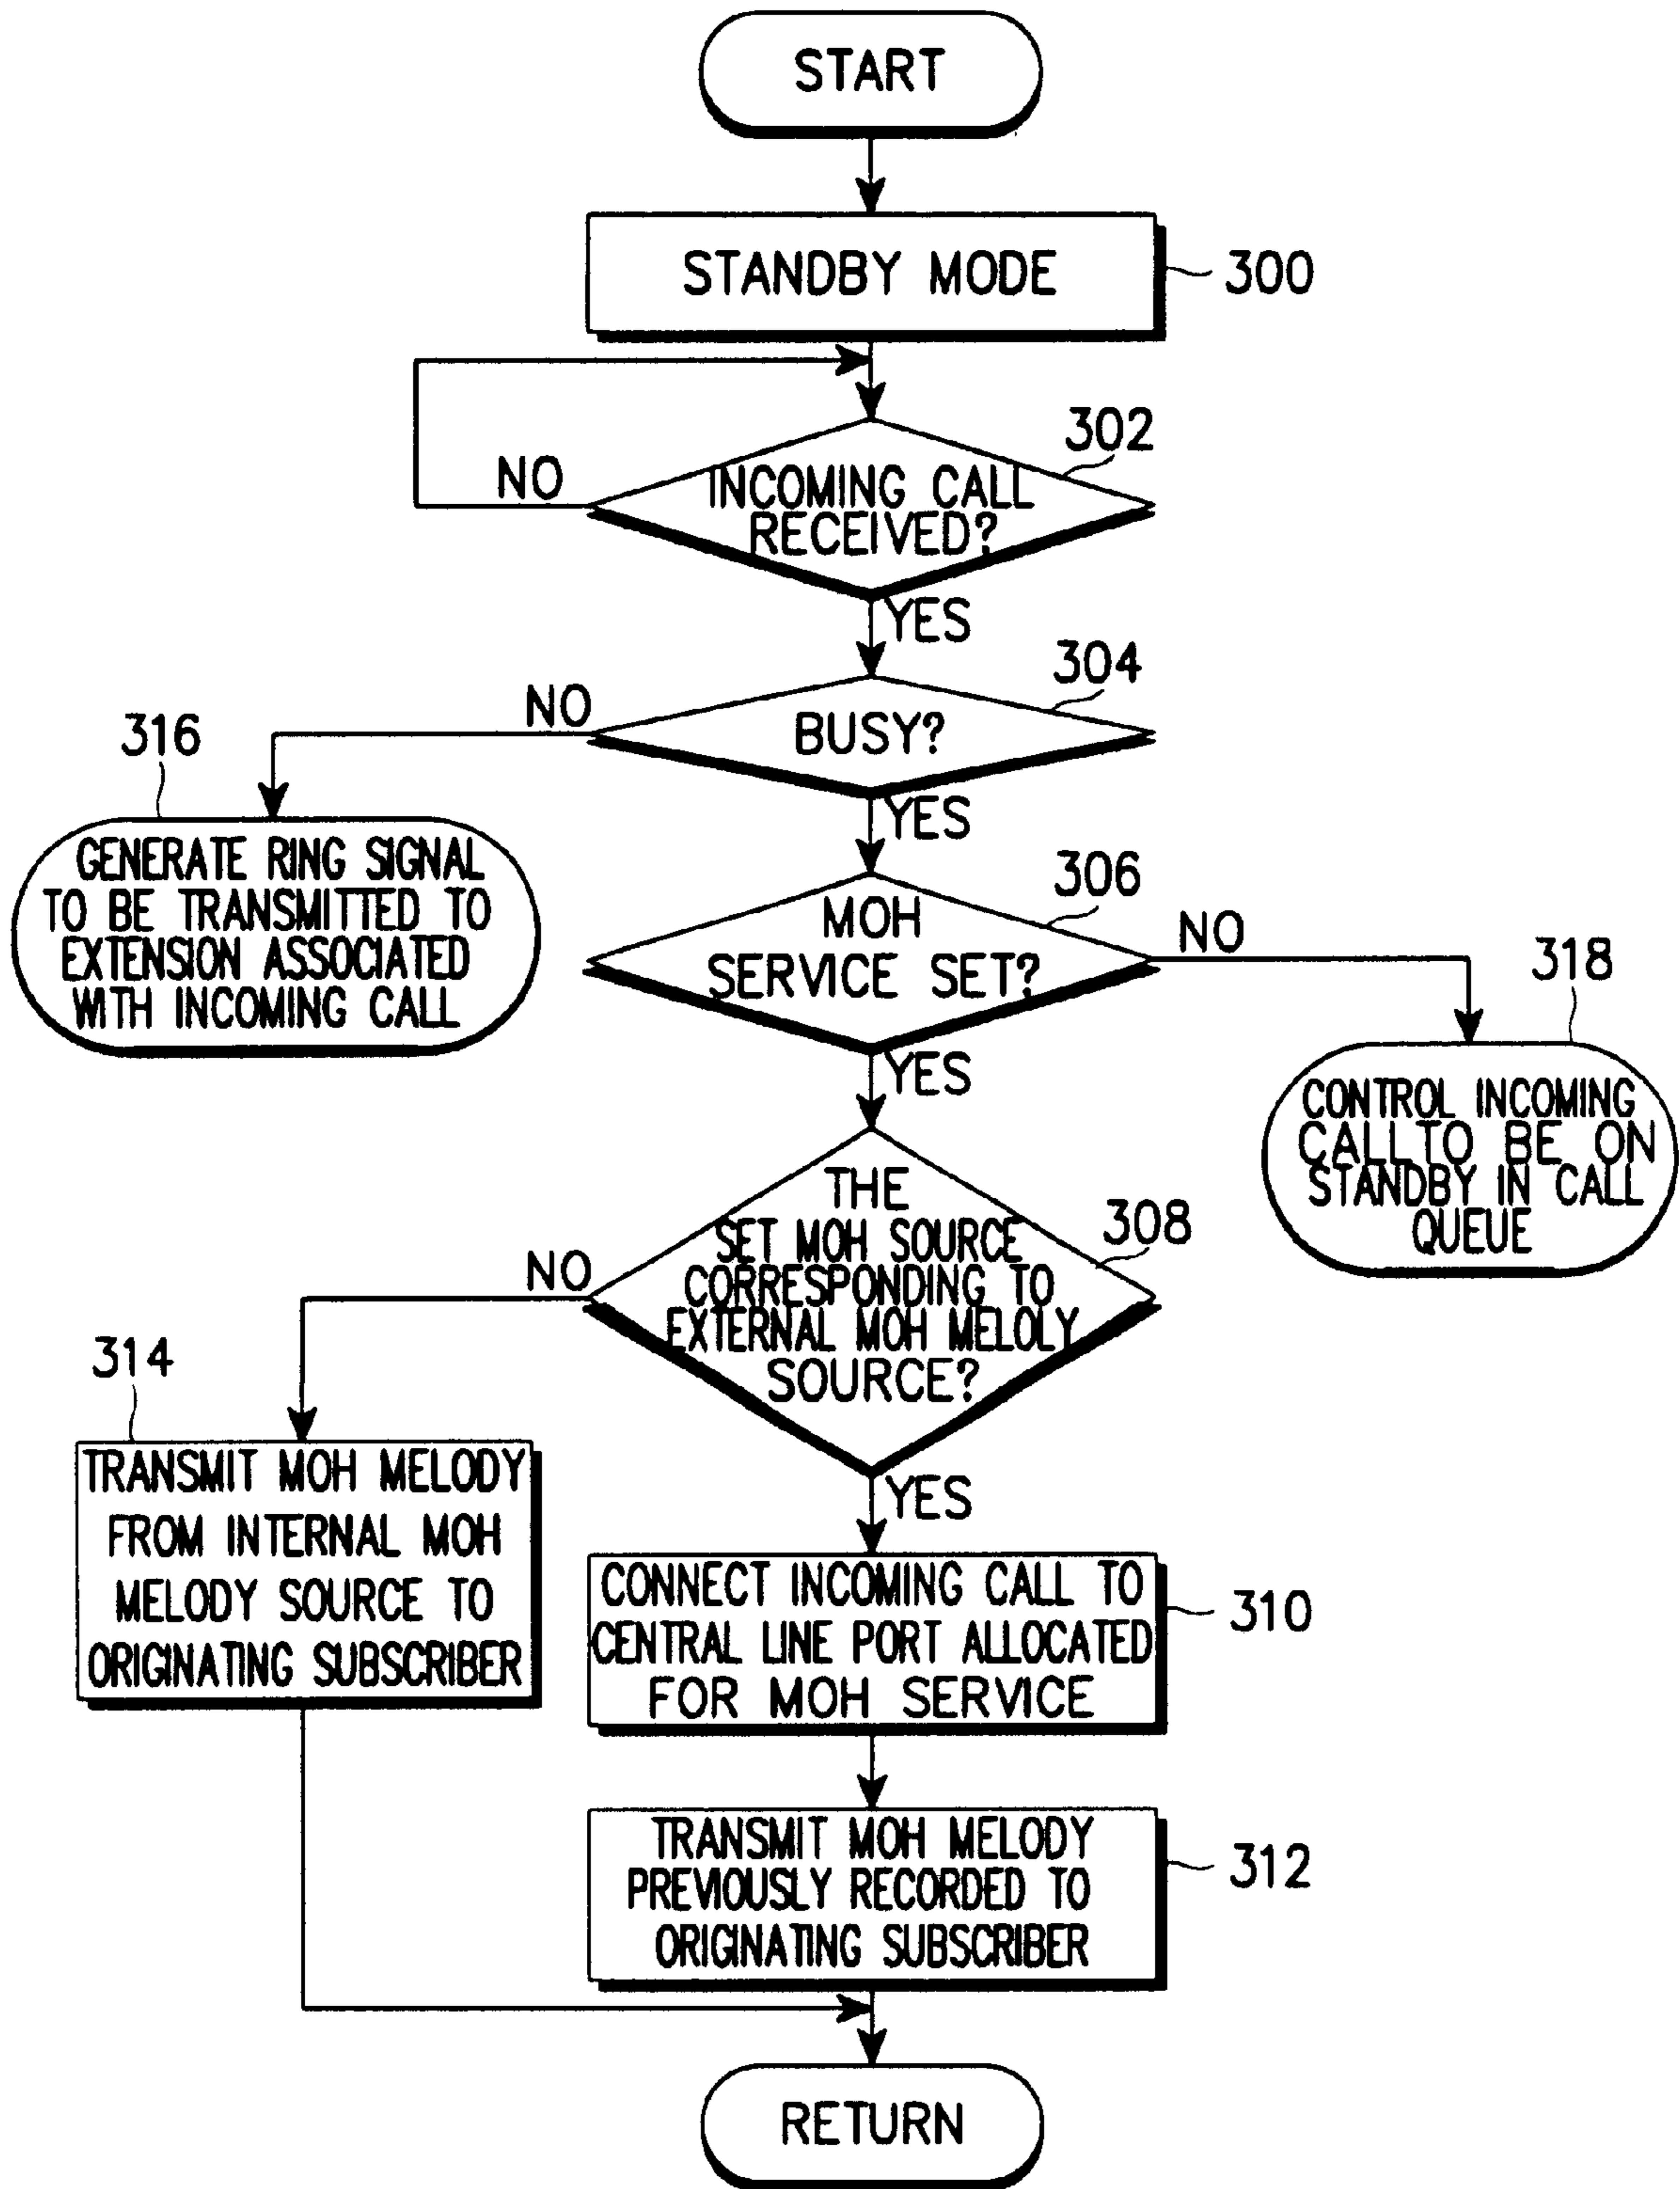 START
STANDBY MODE
300
302
NO
INCOMING CALL
RECEIVED?
YES
304
NO
BUSY?
316
YES
GENERATE RING SIGNAL
TO BE TRANSMITTED TO
EXTENSION ASSOCIATED
WITH INCOMING CALL
306
MOH
SERVICE SET?
NO
318
YES
CONTROL INCOMING
CALL TO BE ON
STANDBY IN CALL
QUEUE
THE
SET MOH SOURCE
CORRESPONDING TO
EXTERNAL MOH MELOLY
SOURCE?
308
NO
314
YES
TRANSMIT MOH MELODY
FROM INTERNAL MOH
MELODY SOURCE TO
ORIGINATING SUBSCRIBER
CONNECT INCOMING CALL TO
CENTRAL LINE PORT ALLOCATED
FOR MOH SERVICE
310
TRANSMIT MOH MELODY
PREVIOUSLY RECORDED TO
ORIGINATING SUBSCRIBER
312
RETURN